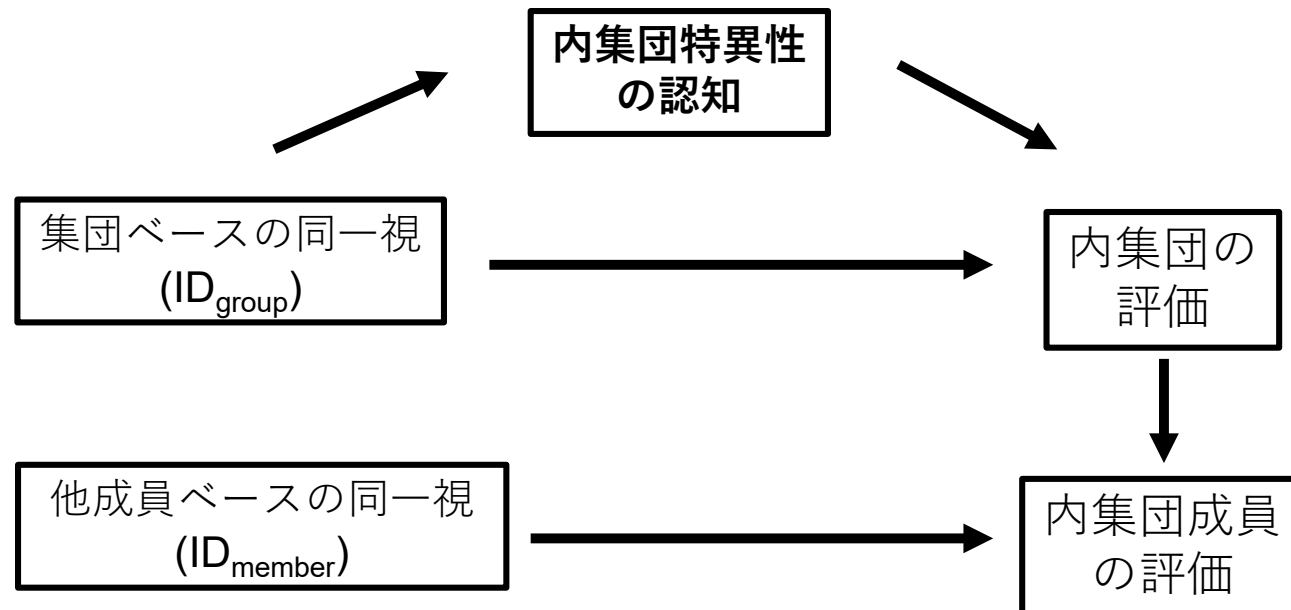 内集団特異性
の認知
集団ベースの同一視
(IDgroup)
内集団の
評価
他成員ベースの同一視
(IDmember)
内集団成員
の評価